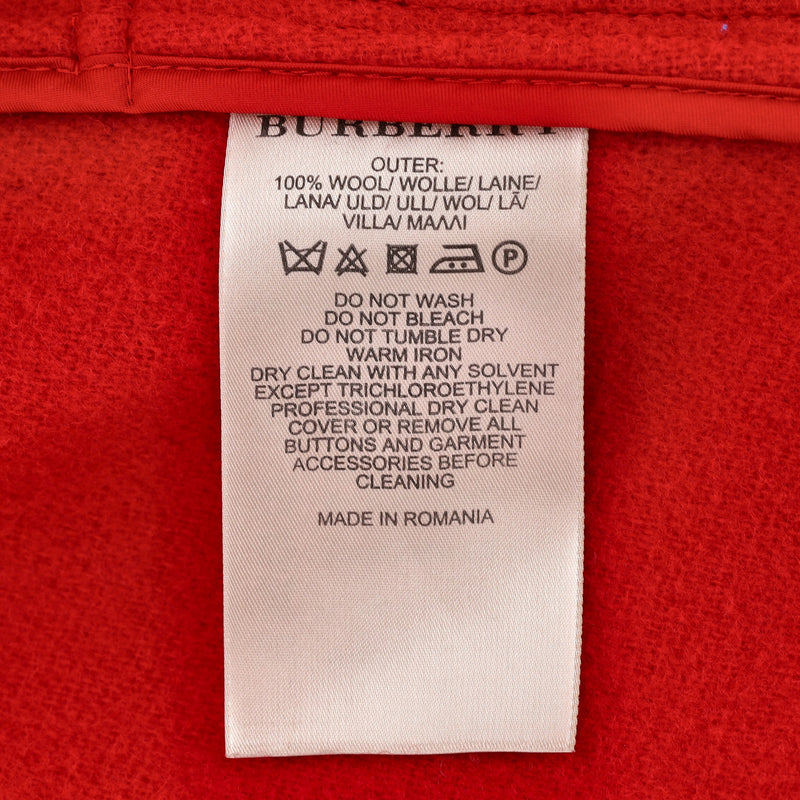 BURBERRY
OUTER:
100% WOOL/ WOLLE/ LAINE/
LANA/ ULD/ ULL/ WOL/ LĀ/
VILLA/ ΜΑΛΛΙ
P
DO NOT WASH
DO NOT BLEACH
DO NOT TUMBLE DRY
WARM IRON
DRY CLEAN WITH ANY SOLVENT
EXCEPT TRICHLOROETHYLENE
PROFESSIONAL DRY CLEAN
COVER OR REMOVE ALL
BUTTONS AND GARMENT
ACCESSORIES BEFORE
CLEANING
MADE IN ROMANIA